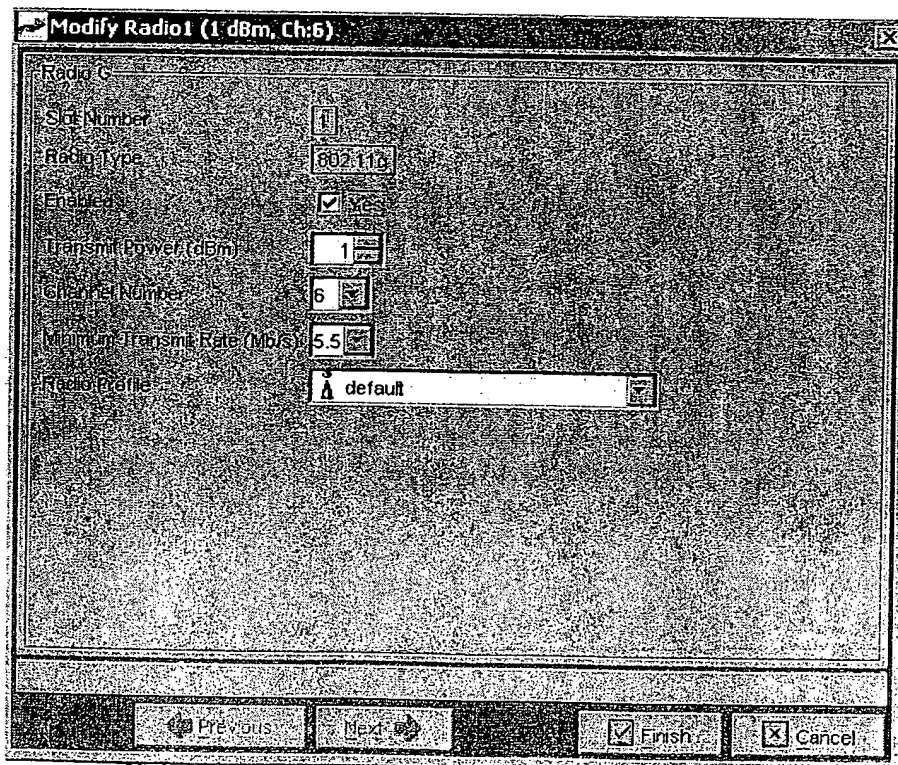 Modify Radio1 (1 dBm, Ch:6)
Radio G
Slot Number 1
Radio Type 802.11g
Enabled Yes
Transmit Power (dBm) 1
Channel Number 6
Minimum Transmit Rate (Mb/s) 5.5
Radio Profile default
Previous Next Finish Cancel